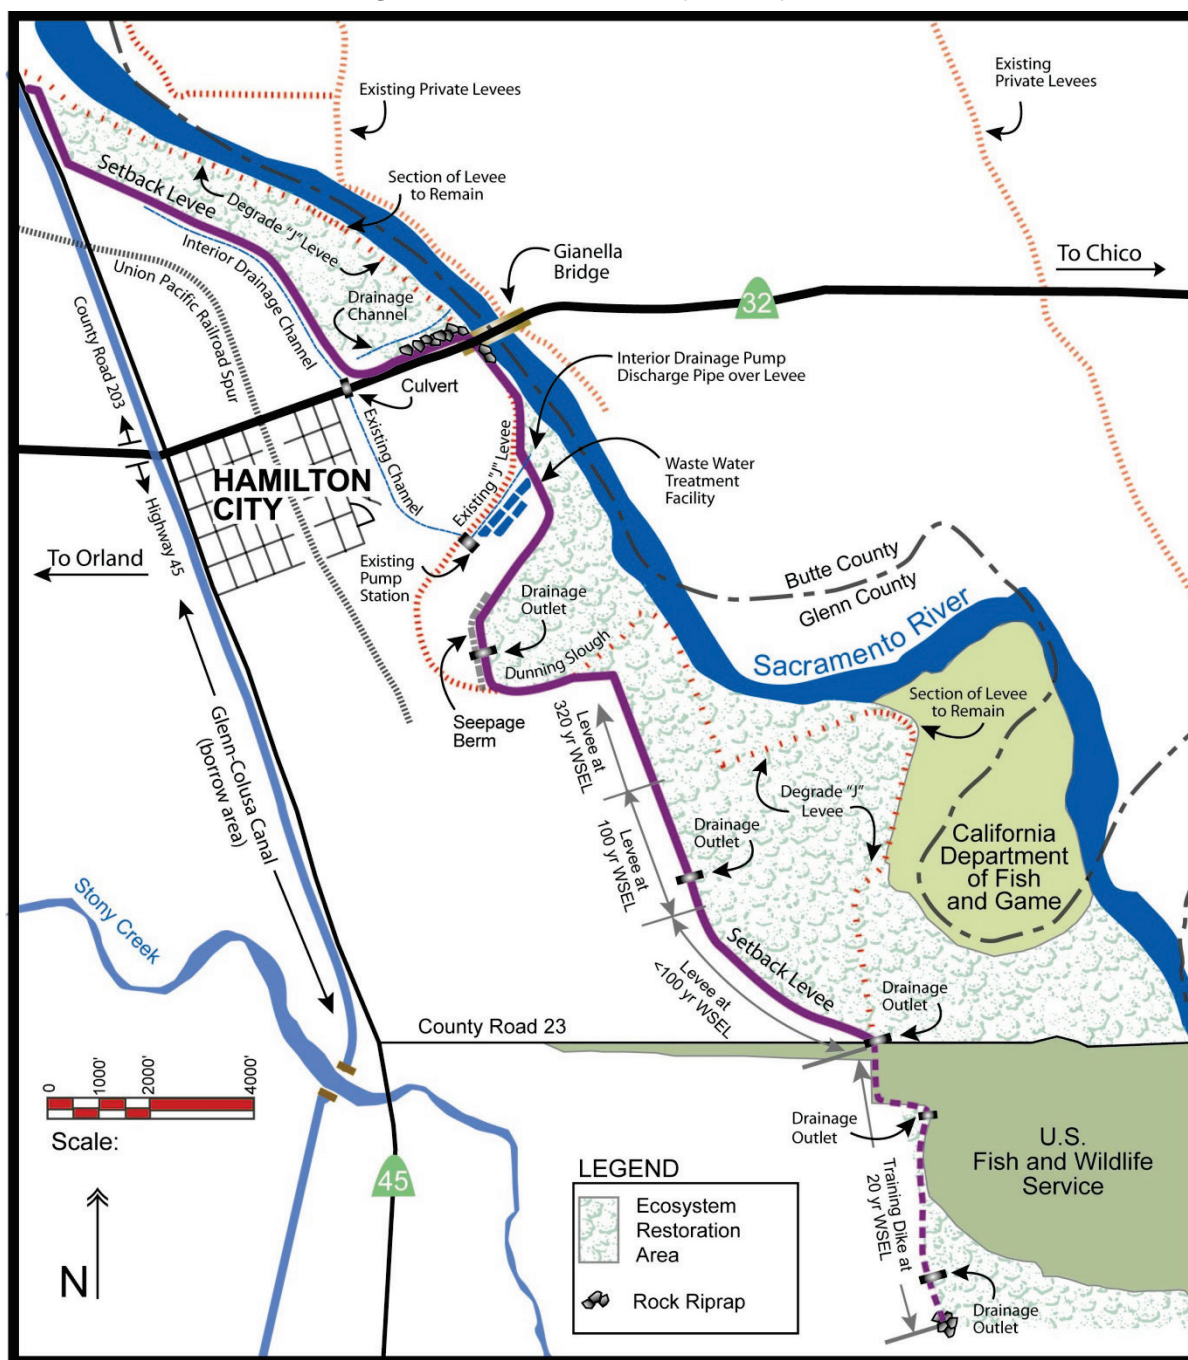 Existing Private Levees
Existing
Private Levees
Section of Levee
to Remain
Setback Levee
Degrade "J" Levee
Gianella
Bridge
To Chico
32
Interior Drainage Channel
Union Pacific Railroad Spur
Drainage
Channel
County Road 203
Culvert
Interior Drainage Pump
Discharge Pipe over Levee
Existing Channel
Existing "J" Levee
Waste Water
Treatment
Facility
HAMILTON
CITY
Highway 45
To Orland
Existing
Pump
Station
Drainage
Outlet
Butte County
Glenn County
Sacramento River
Dunning Slough
Seepage
Berm
Section of Levee
to Remain
Levee at
320 yr WSEL
Glenn-Colusa Canal
(borrow area)
Degrade "J"
Levee
Levee at
100 yr WSEL
Drainage
Outlet
California
Department
of Fish
and Game
Stony Creek
Setback Levee
Levee at
<100 yr WSEL
Drainage
Outlet
County Road 23
0
1000'
2000'
4000'
Scale:
Drainage
Outlet
U.S.
Fish and Wildlife
Service
45
Training Dike at
20 yr WSEL
N
LEGEND
Ecosystem
Restoration
Area
Rock Riprap
Drainage
Outlet